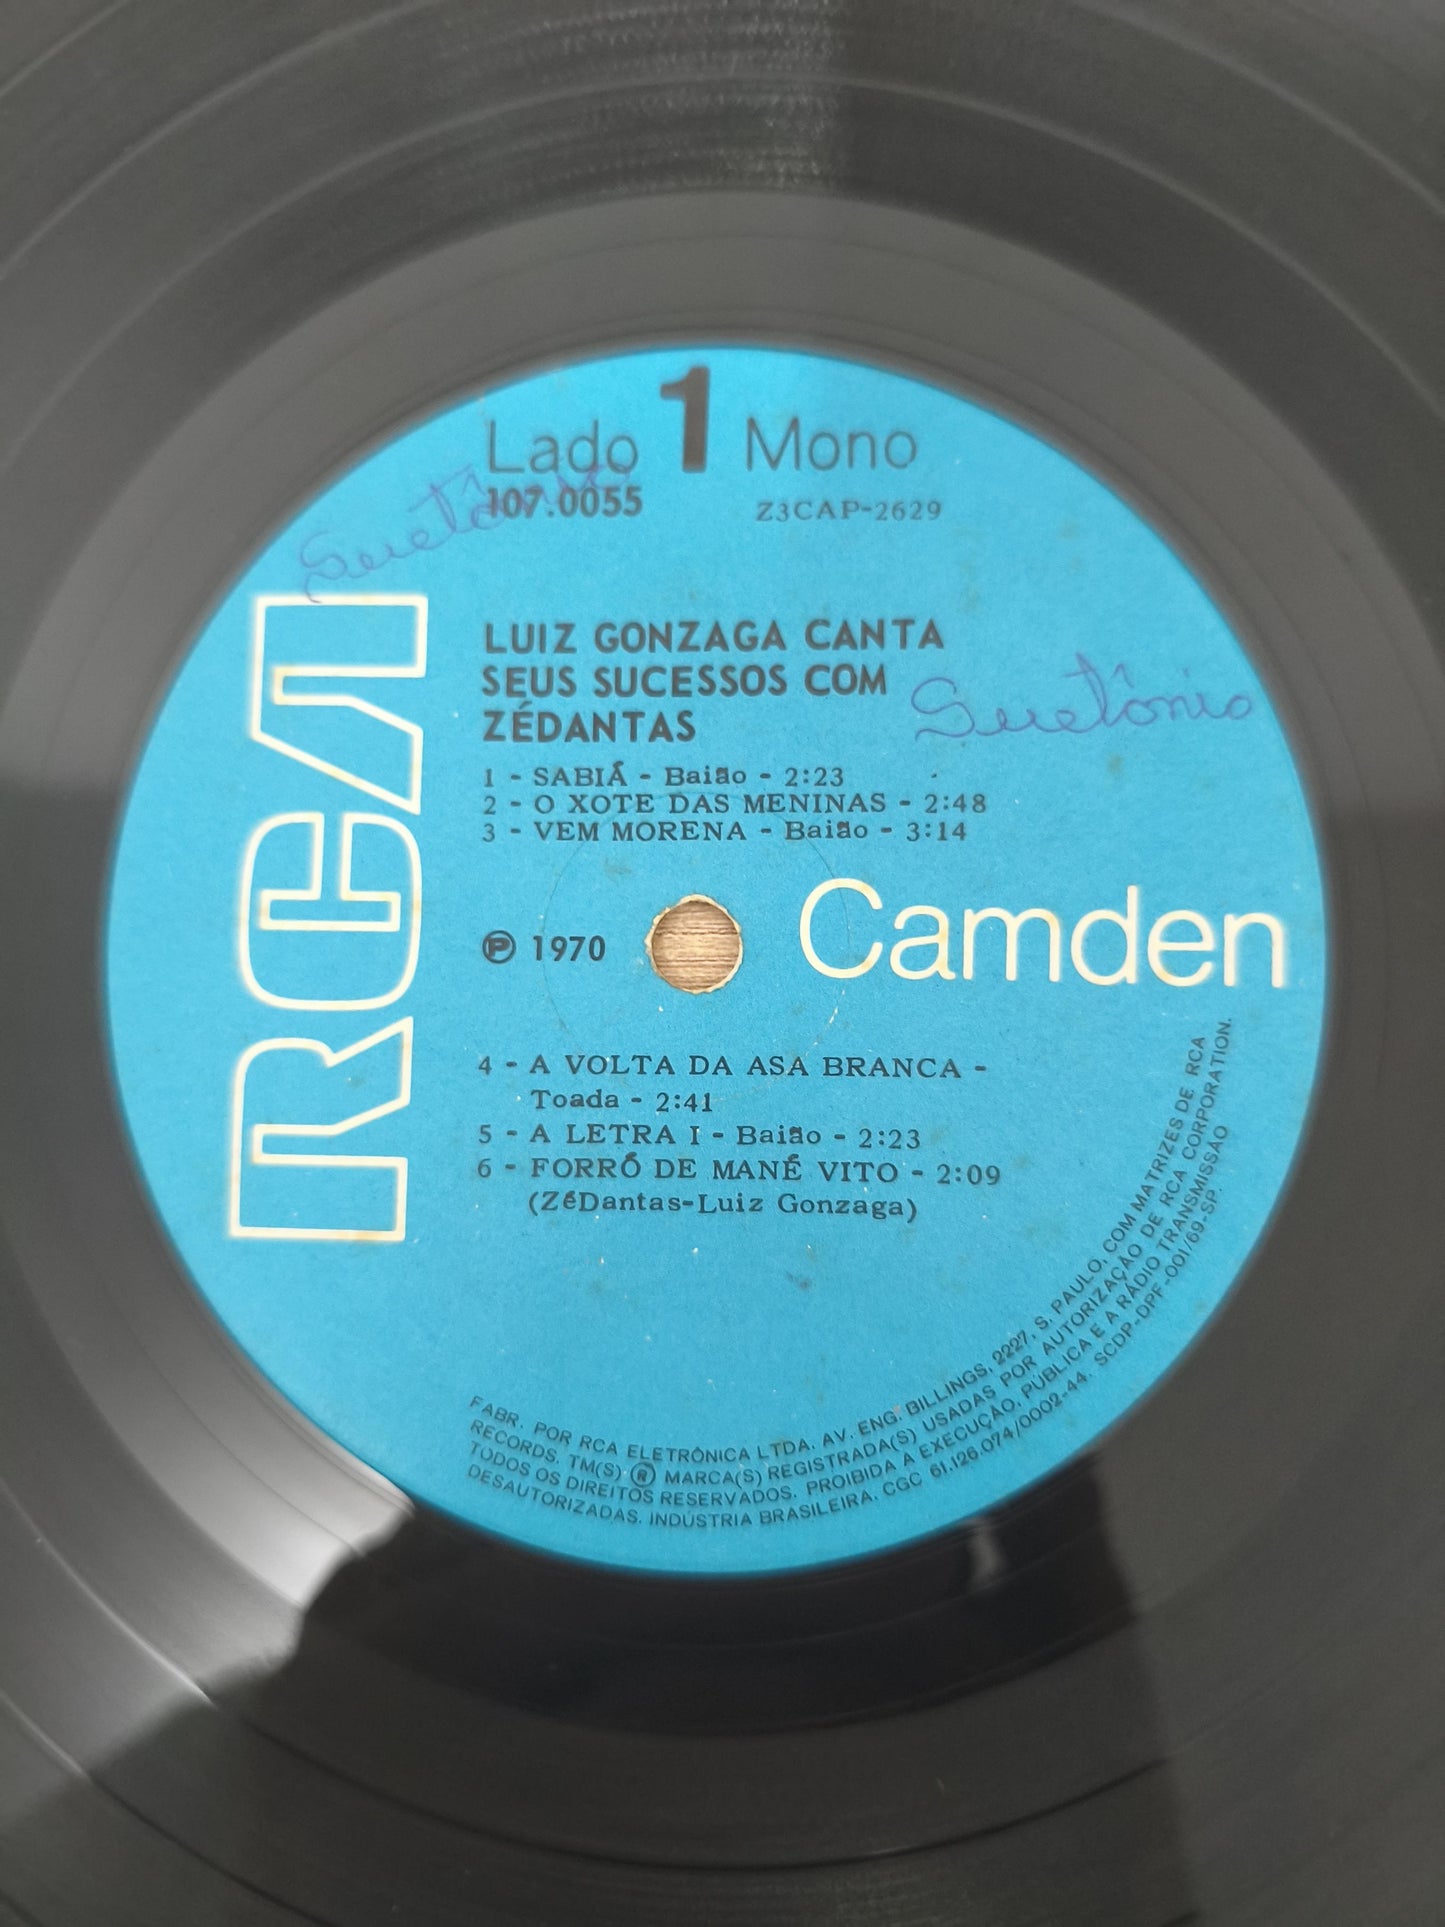 Lado 1 Mono
107.0055 Z3CAP-2629
Suetônio
LUIZ GONZAGA CANTA
SEUS SUCESSOS COM
ZÉDANTAS
Suetônio
1 - SABIÁ - Baião - 2:23
2 - O XOTE DAS MENINAS - 2:48
3 - VEM MORENA - Baião - 3:14
RCA
℗ 1970
Camden
4 - A VOLTA DA ASA BRANCA -
Toada - 2:41
5 - A LETRA I - Baião - 2:23
6 - FORRÓ DE MANÉ VITO - 2:09
(ZéDantas-Luiz Gonzaga)
FABR. POR RCA ELETRÔNICA LTDA. AV. ENG. BILLINGS, 2227, S. PAULO, COM MATRIZES DE RCA
RECORDS. TM(S) ® MARCA(S) REGISTRADA(S) USADAS POR AUTORIZAÇÃO DE RCA CORPORATION.
TODOS OS DIREITOS RESERVADOS. PROIBIDA A EXECUÇÃO, PÚBLICA E A RÁDIO TRANSMISSÃO
DESAUTORIZADAS. INDÚSTRIA BRASILEIRA. CGC 61.126.074/0002-44. SCDP-DPF-001/69-SP.